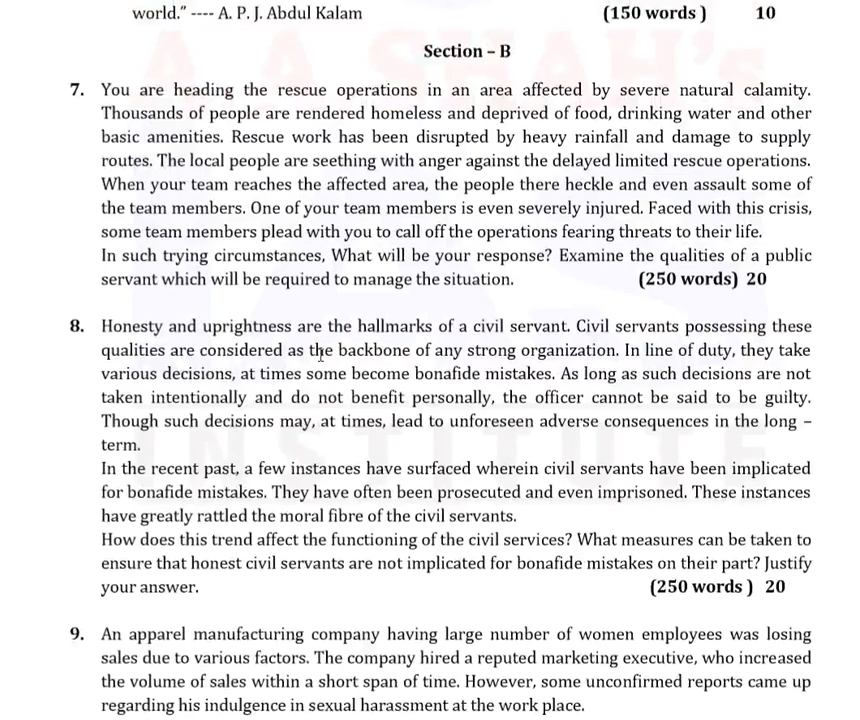 world.” ---- A. P. J. Abdul Kalam (150 words ) 10
Section – B
7. You are heading the rescue operations in an area affected by severe natural calamity.
Thousands of people are rendered homeless and deprived of food, drinking water and other
basic amenities. Rescue work has been disrupted by heavy rainfall and damage to supply
routes. The local people are seething with anger against the delayed limited rescue operations.
When your team reaches the affected area, the people there heckle and even assault some of
the team members. One of your team members is even severely injured. Faced with this crisis,
some team members plead with you to call off the operations fearing threats to their life.
In such trying circumstances, What will be your response? Examine the qualities of a public
servant which will be required to manage the situation. (250 words) 20
8. Honesty and uprightness are the hallmarks of a civil servant. Civil servants possessing these
qualities are considered as the backbone of any strong organization. In line of duty, they take
various decisions, at times some become bonafide mistakes. As long as such decisions are not
taken intentionally and do not benefit personally, the officer cannot be said to be guilty.
Though such decisions may, at times, lead to unforeseen adverse consequences in the long –
term.
In the recent past, a few instances have surfaced wherein civil servants have been implicated
for bonafide mistakes. They have often been prosecuted and even imprisoned. These instances
have greatly rattled the moral fibre of the civil servants.
How does this trend affect the functioning of the civil services? What measures can be taken to
ensure that honest civil servants are not implicated for bonafide mistakes on their part? Justify
your answer. (250 words ) 20
9. An apparel manufacturing company having large number of women employees was losing
sales due to various factors. The company hired a reputed marketing executive, who increased
the volume of sales within a short span of time. However, some unconfirmed reports came up
regarding his indulgence in sexual harassment at the work place.
A A SHAH's
IAS
INSTITUTE